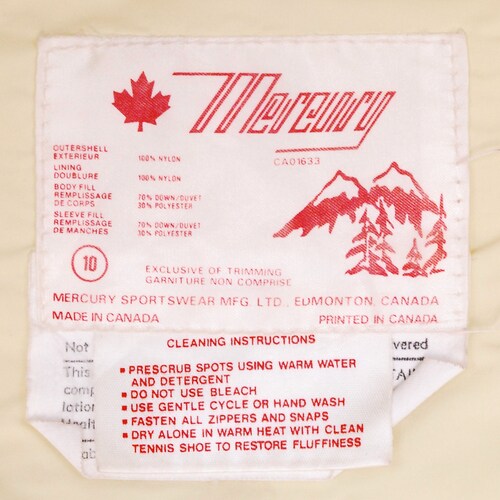 Mercury
CA01633
OUTERSHELL
EXTERIEUR 100% NYLON
LINING
DOUBLURE 100% NYLON
BODY FILL
REMPLISSAGE 70% DOWN/DUVET
DE CORPS 30% POLYESTER
SLEEVE FILL
REMPLISSAGE 70% DOWN/DUVET
DE MANCHES 30% POLYESTER
10
EXCLUSIVE OF TRIMMING
GARNITURE NON COMPRISE
MERCURY SPORTSWEAR MFG. LTD., EDMONTON, CANADA
MADE IN CANADA PRINTED IN CANADA
CLEANING INSTRUCTIONS
Not vered
This
PRESCRUB SPOTS USING WARM WATER
AND DETERGENT
DO NOT USE BLEACH
USE GENTLE CYCLE OR HAND WASH
FASTEN ALL ZIPPERS AND SNAPS
DRY ALONE IN WARM HEAT WITH CLEAN
TENNIS SHOE TO RESTORE FLUFFINESS